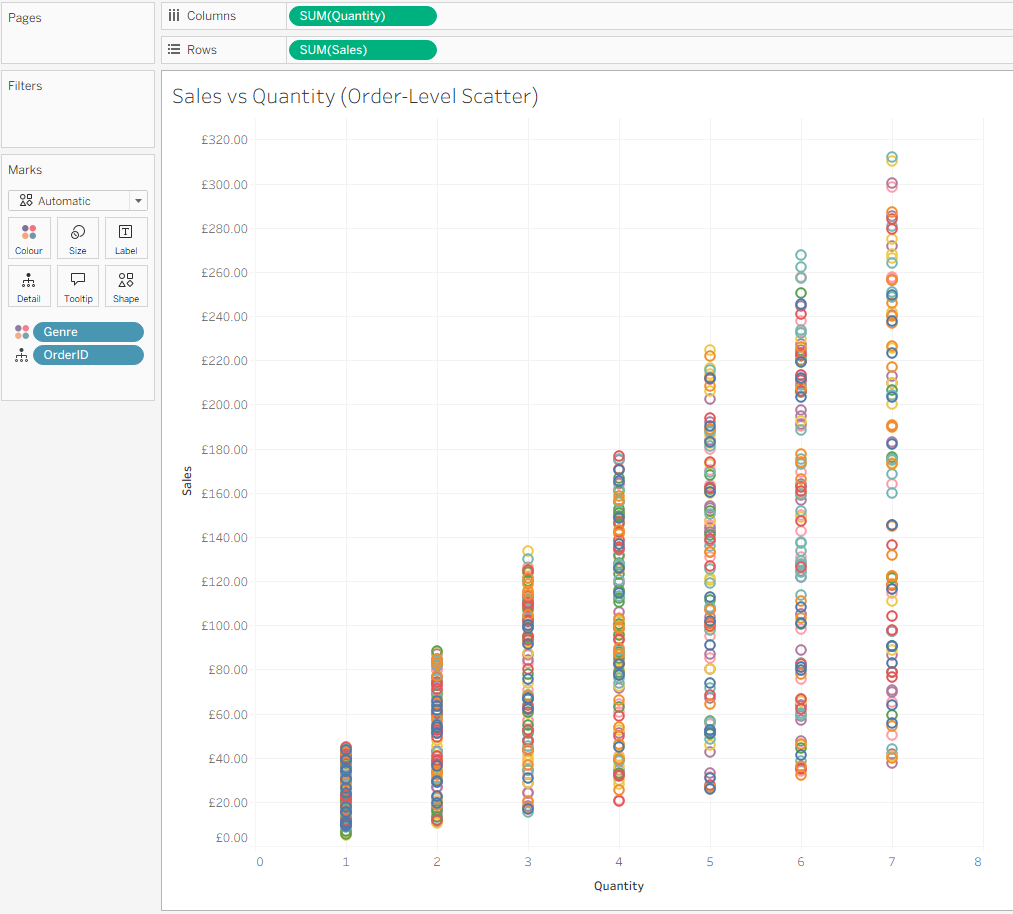 Pages
Columns
SUM(Quantity)
Rows
SUM(Sales)
Filters
Marks
Automatic
Colour
Size
Label
Detail
Tooltip
Shape
Genre
OrderID
Sales vs Quantity (Order-Level Scatter)
£320.00
£300.00
£280.00
£260.00
£240.00
£220.00
£200.00
£180.00
£160.00
£140.00
£120.00
£100.00
£80.00
£60.00
£40.00
£20.00
£0.00
Sales
0 1 2 3 4 5 6 7 8
Quantity